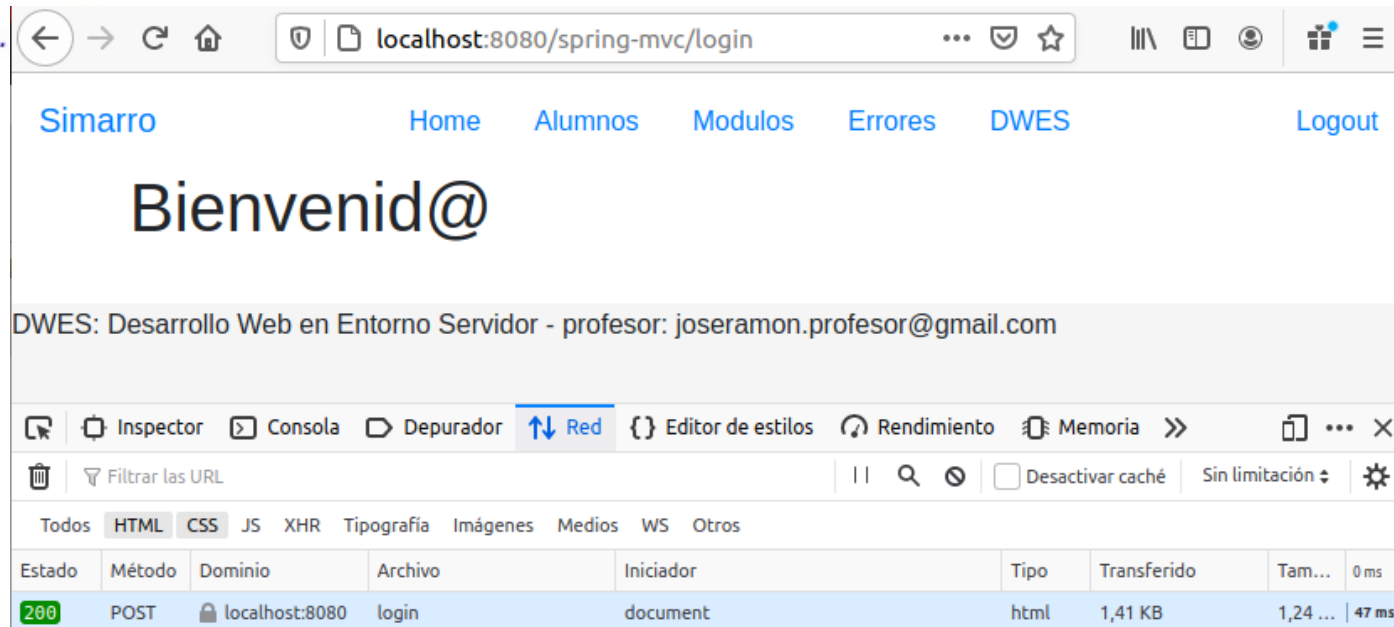 localhost:8080/spring-mvc/login
Simarro Home Alumnos Modulos Errores DWES Logout
Bienvenid@
DWES: Desarrollo Web en Entorno Servidor - profesor: joseramon.profesor@gmail.com
Inspector Consola Depurador Red Editor de estilos Rendimiento Memoria
Filtrar las URL Desactivar caché Sin limitación
Todos HTML CSS JS XHR Tipografía Imágenes Medios WS Otros
Estado Método Dominio Archivo Iniciador Tipo Transferido Tam... 0 ms
200 POST localhost:8080 login document html 1,41 KB 1,24 ... 47 ms